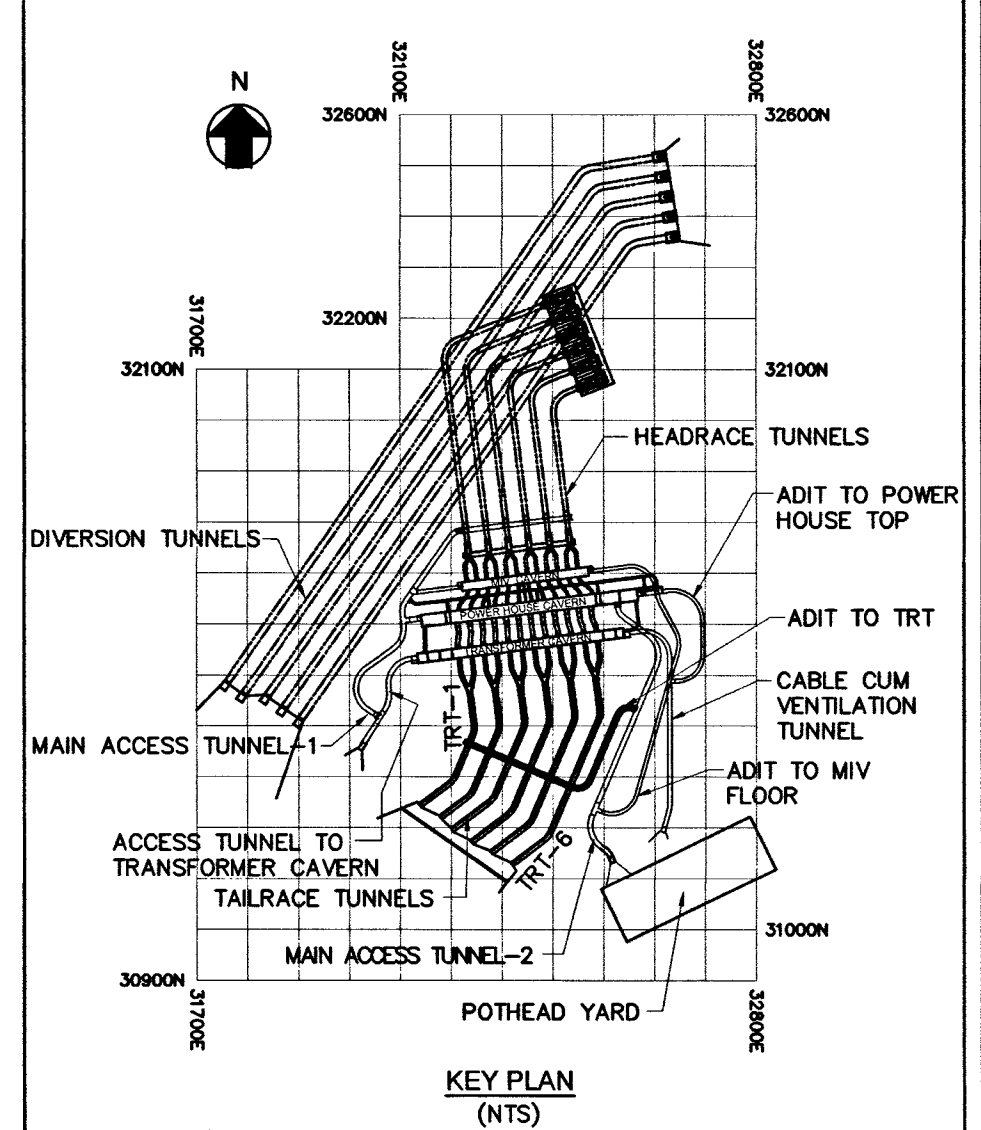 N
32100E
32800E
32600N
32600N
31700E
32200N
32100N
32100N
HEADRACE TUNNELS
ADIT TO POWER
HOUSE TOP
DIVERSION TUNNELS
MIV CAVERN
POWER HOUSE CAVERN
ADIT TO TRT
TRANSFORMER CAVERN
CABLE CUM
VENTILATION
TUNNEL
TRT-1
MAIN ACCESS TUNNEL-1
ADIT TO MIV
FLOOR
ACCESS TUNNEL TO
TRANSFORMER CAVERN
TRT-6
TAILRACE TUNNELS
31000N
MAIN ACCESS TUNNEL-2
30900N
31700E
32800E
POTHEAD YARD
KEY PLAN
(NTS)